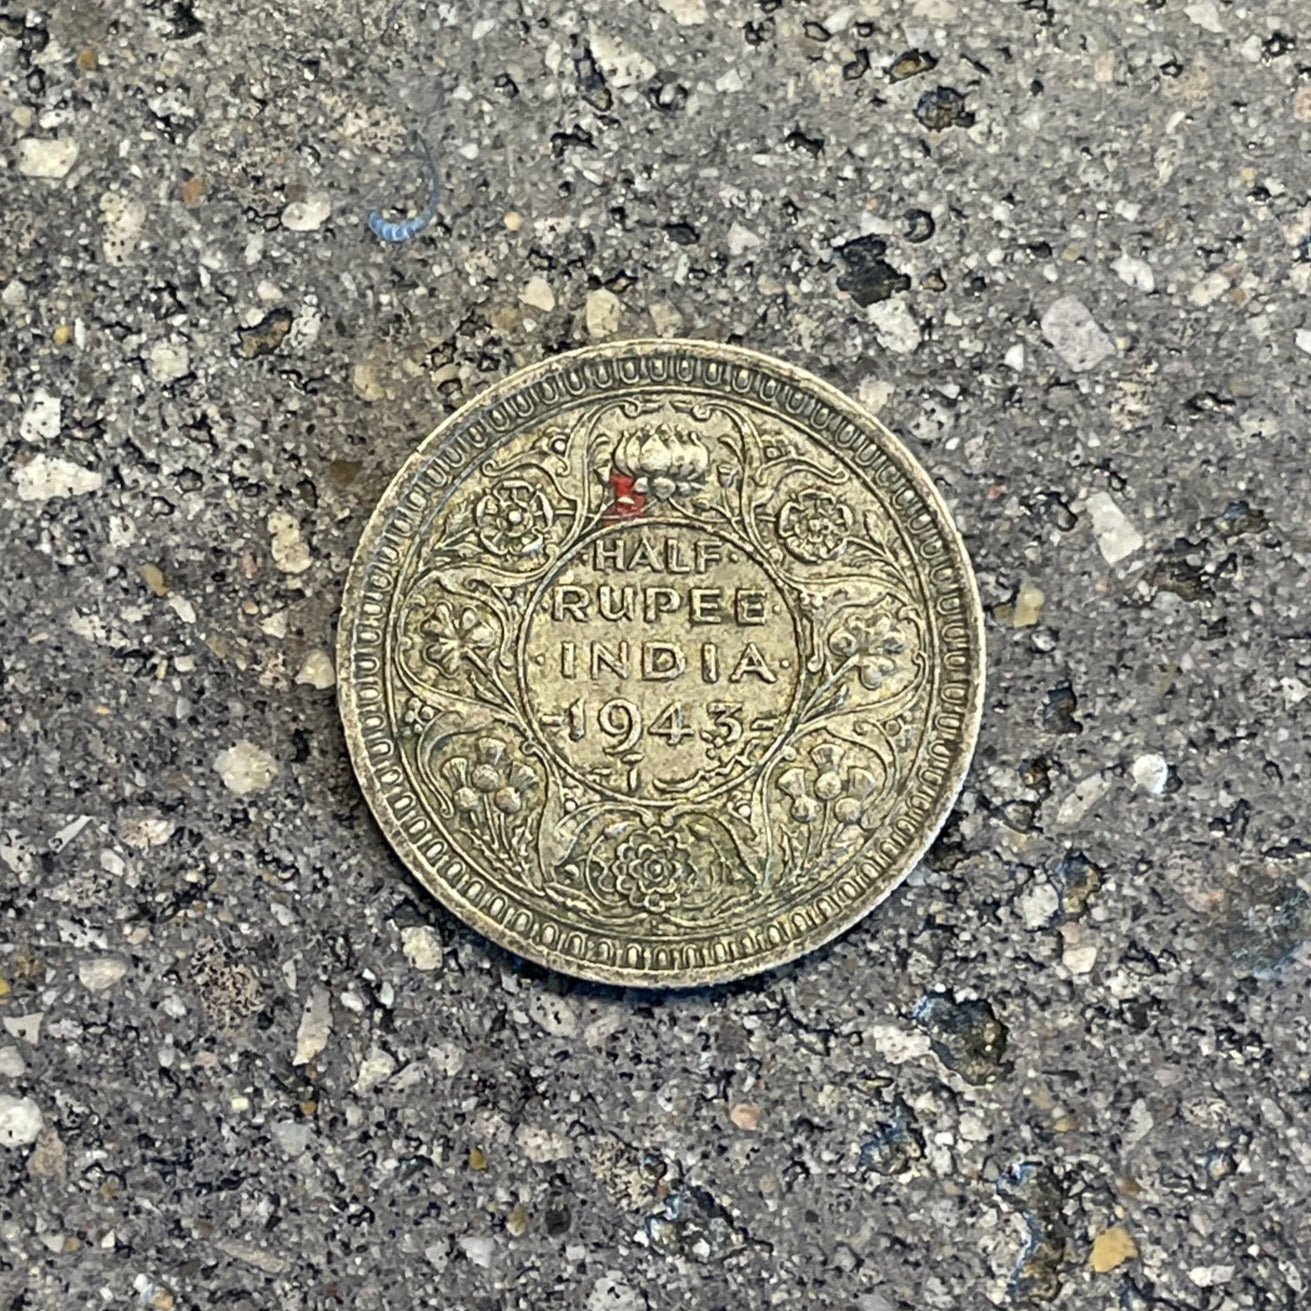 ·HALF·
RUPEE
·INDIA·
1943